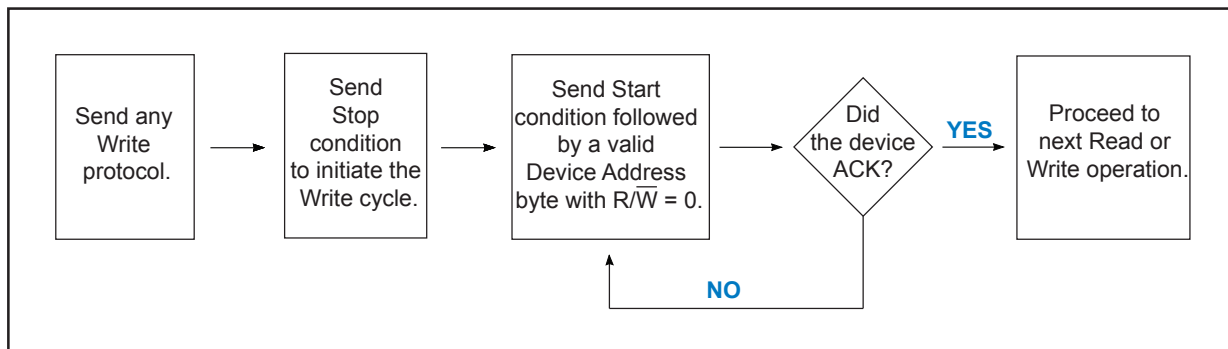 Send any
Write
protocol.
Send
Stop
condition
to initiate the
Write cycle.
Send Start
condition followed
by a valid
Device Address
byte with R/W̅ = 0.
Did
the device
ACK?
YES
NO
Proceed to
next Read or
Write operation.